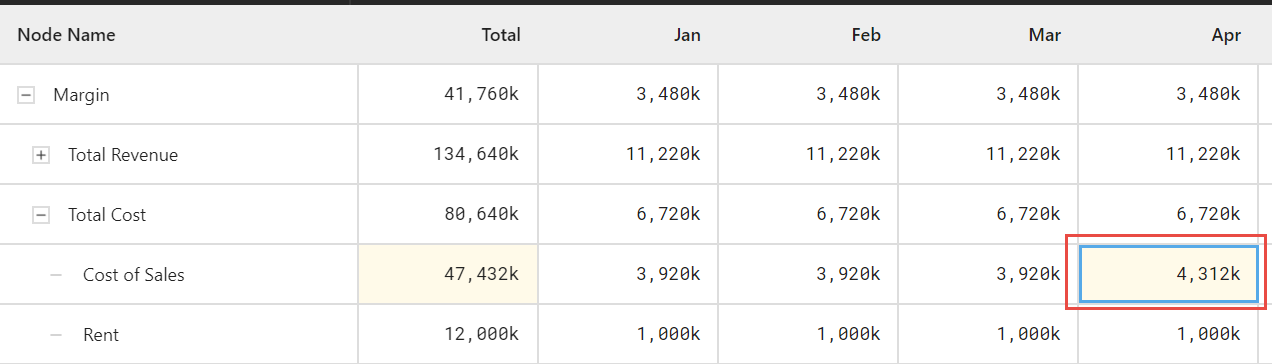 Node Name Total Jan Feb Mar Apr
Margin 41,760k 3,480k 3,480k 3,480k 3,480k
Total Revenue 134,640k 11,220k 11,220k 11,220k 11,220k
Total Cost 80,640k 6,720k 6,720k 6,720k 6,720k
Cost of Sales 47,432k 3,920k 3,920k 3,920k 4,312k
Rent 12,000k 1,000k 1,000k 1,000k 1,000k